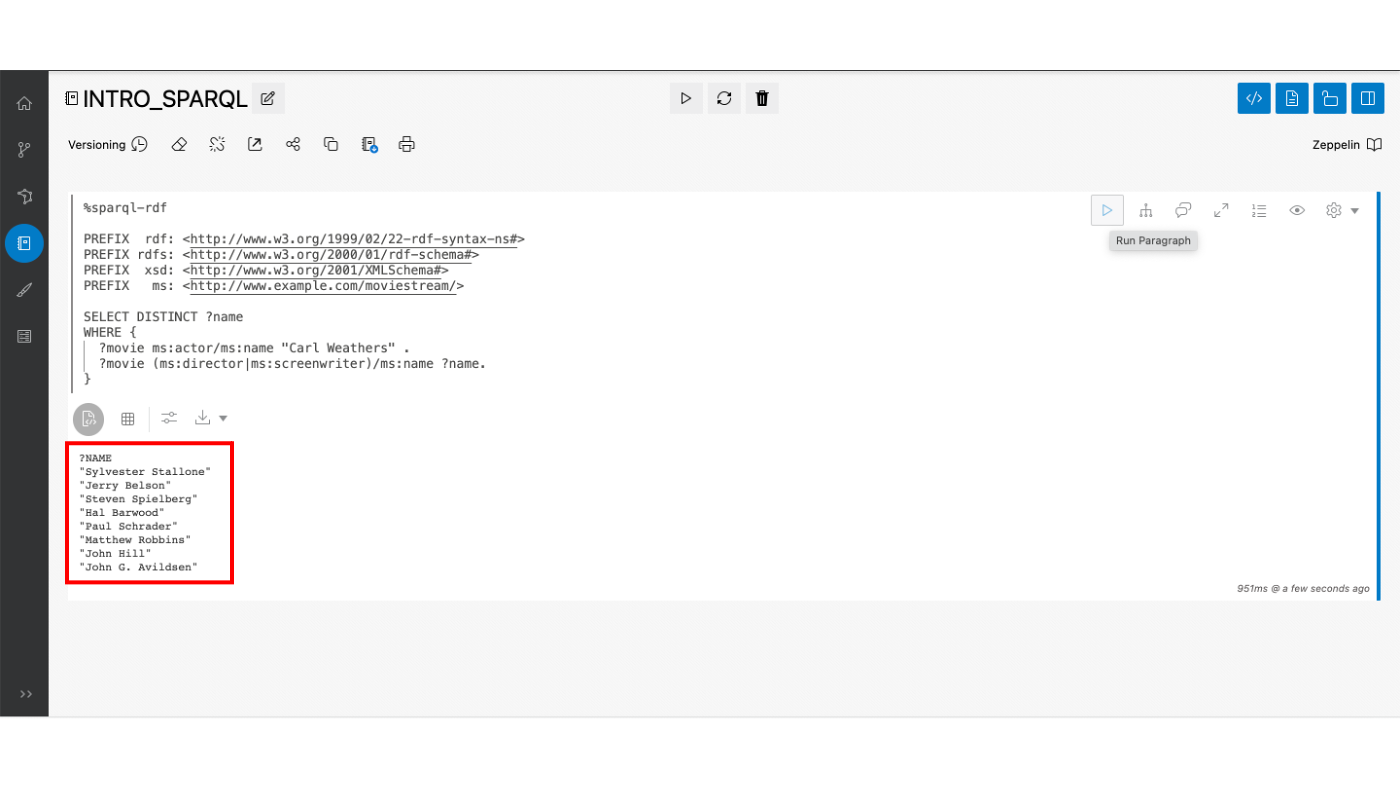 INTRO_SPARQL
Versioning
Zeppelin
%sparql-rdf
PREFIX  rdf: <http://www.w3.org/1999/02/22-rdf-syntax-ns#>
PREFIX rdfs: <http://www.w3.org/2000/01/rdf-schema#>
PREFIX  xsd: <http://www.w3.org/2001/XMLSchema#>
PREFIX   ms: <http://www.example.com/moviestream/>
SELECT DISTINCT ?name
WHERE {
  ?movie ms:actor/ms:name "Carl Weathers" .
  ?movie (ms:director|ms:screenwriter)/ms:name ?name.
}
Run Paragraph
?NAME
"Sylvester Stallone"
"Jerry Belson"
"Steven Spielberg"
"Hal Barwood"
"Paul Schrader"
"Matthew Robbins"
"John Hill"
"John G. Avildsen"
951ms @ a few seconds ago